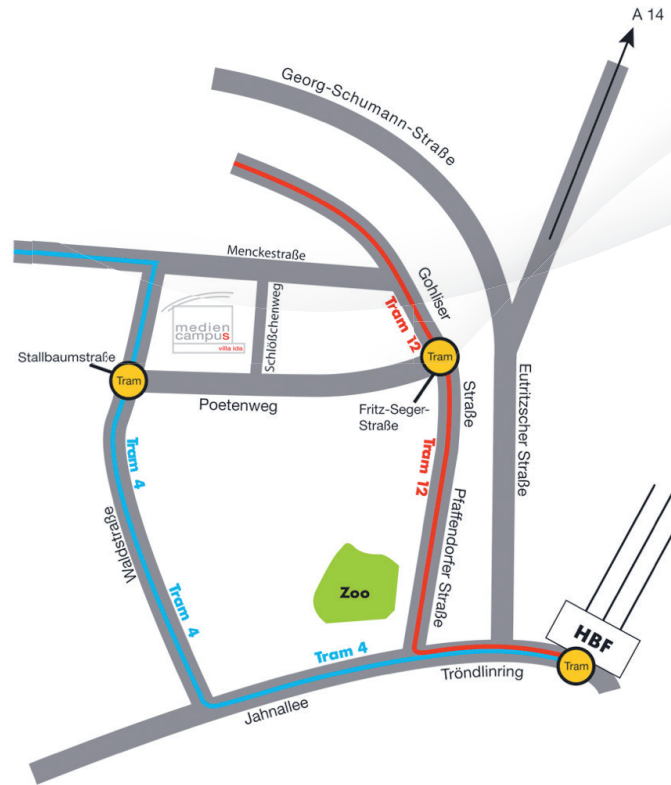 A 14
Georg-Schumann-Straße
Menckestraße
Gohliser
Tram 12
Schlößchenweg
medien
campus
villa ida
Stallbaumstraße
Tram
Tram
Poetenweg
Fritz-Seger-
Straße
Straße
Eutritzscher Straße
Tram 4
Tram 12
Pfaffendorfer Straße
Waldstraße
Zoo
Tram 4
Tram 4
HBF
Tram
Tröndlinring
Jahnallee